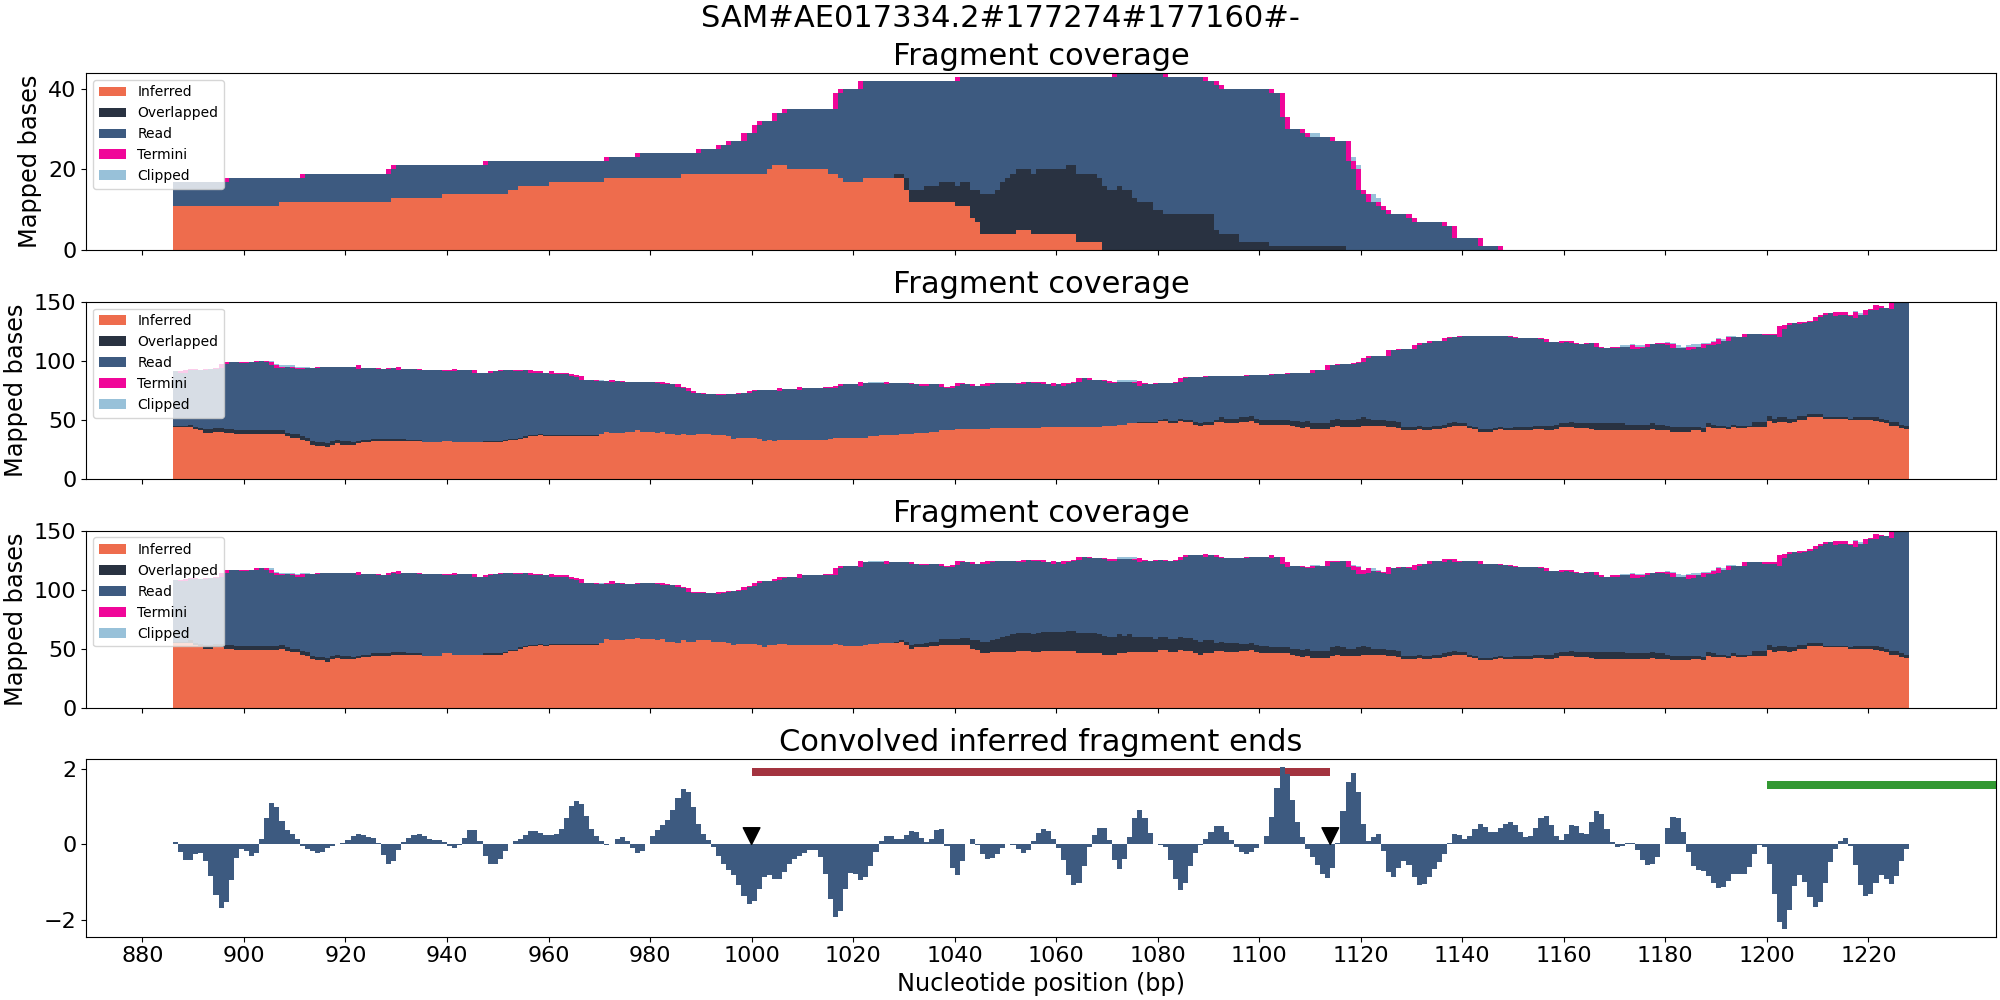 SAM#AE017334.2#177274#177160#-
Fragment coverage
Mapped bases
40
20
0
Inferred
Overlapped
Read
Termini
Clipped
Fragment coverage
Mapped bases
150
100
50
0
Inferred
Overlapped
Read
Termini
Clipped
Fragment coverage
Mapped bases
150
100
50
0
Inferred
Overlapped
Read
Termini
Clipped
Convolved inferred fragment ends
2
0
−2
880 900 920 940 960 980 1000 1020 1040 1060 1080 1100 1120 1140 1160 1180 1200 1220
Nucleotide position (bp)